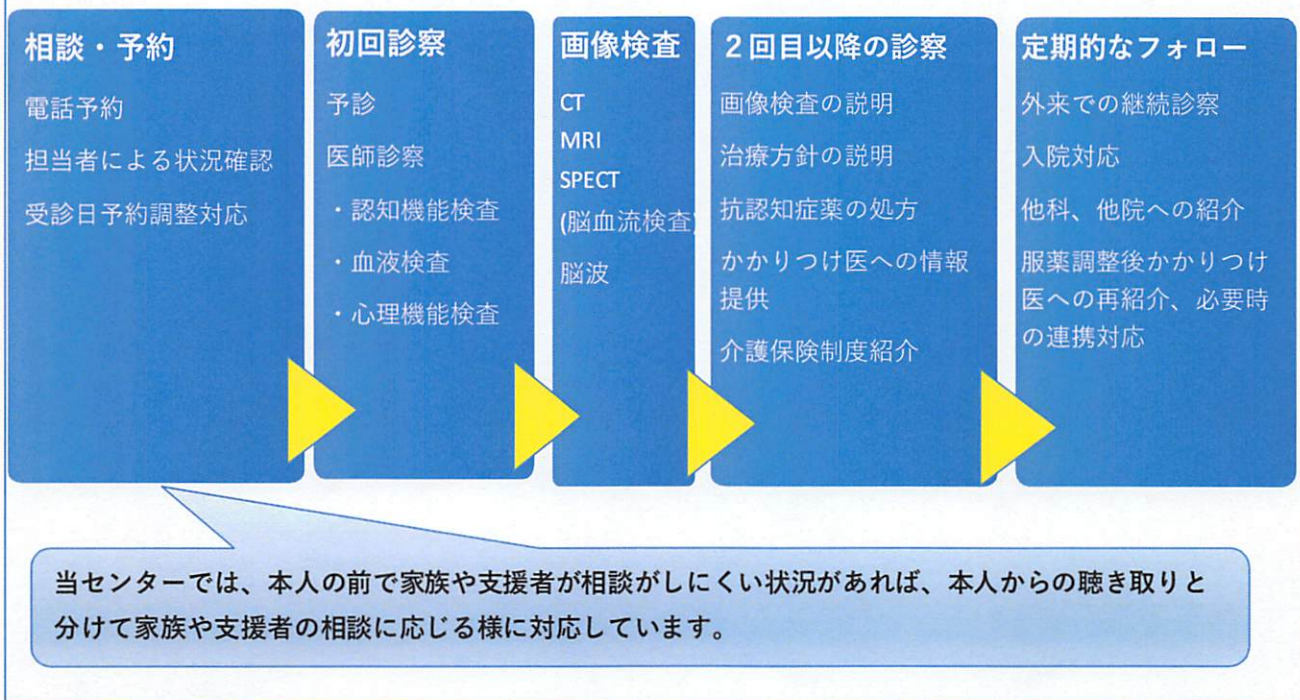 相談・予約
電話予約
担当者による状況確認
受診日予約調整対応
初回診察
予診
医師診察
・認知機能検査
・血液検査
・心理機能検査
画像検査
CT
MRI
SPECT
(脳血流検査)
脳波
２回目以降の診察
画像検査の説明
治療方針の説明
抗認知症薬の処方
かかりつけ医への情報
提供
介護保険制度紹介
定期的なフォロー
外来での継続診察
入院対応
他科、他院への紹介
服薬調整後かかりつけ
医への再紹介、必要時
の連携対応
当センターでは、本人の前で家族や支援者が相談がしにくい状況があれば、本人からの聴き取りと
分けて家族や支援者の相談に応じる様に対応しています。